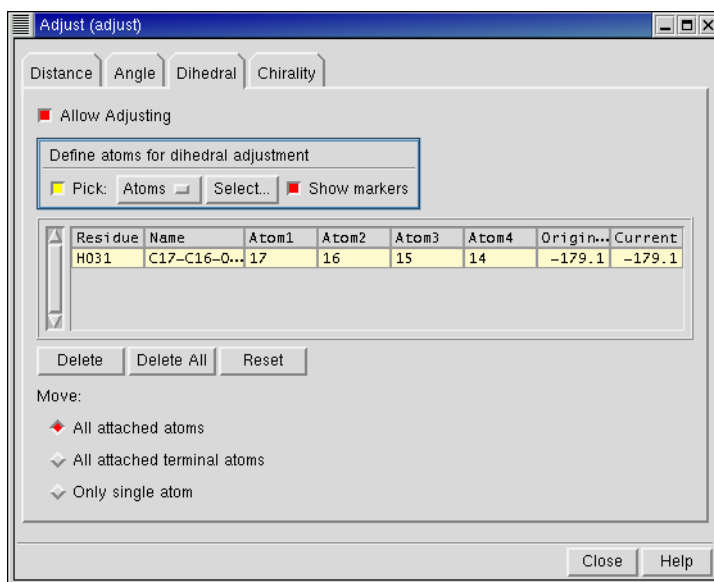 Adjust (adjust)
Distance Angle Dihedral Chirality
Allow Adjusting
Define atoms for dihedral adjustment
Pick: Atoms Select... Show markers
Residue Name Atom1 Atom2 Atom3 Atom4 Origin... Current
H031 C17-C16-0... 17 16 15 14 -179.1 -179.1
Delete Delete All Reset
Move:
All attached atoms
All attached terminal atoms
Only single atom
Close Help